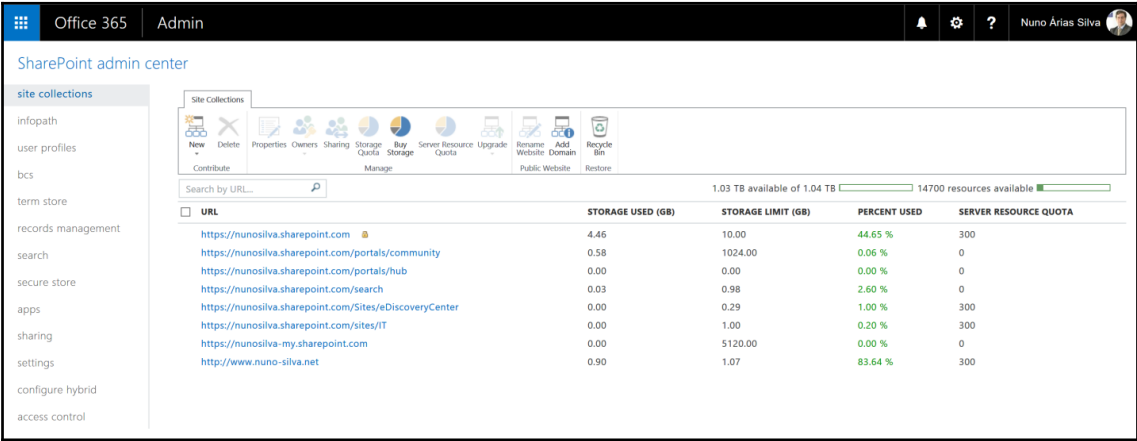 Office 365 Admin ? Nuno Árias Silva
SharePoint admin center
site collections
infopath
user profiles
bcs
term store
records management
search
secure store
apps
sharing
settings
configure hybrid
access control
Site Collections
New Delete Properties Owners Sharing Storage Quota Buy Storage Server Resource Quota Upgrade Rename Website Add Domain Recycle Bin
Contribute Manage Public Website Restore
Search by URL... 1.03 TB available of 1.04 TB 14700 resources available
URL STORAGE USED (GB) STORAGE LIMIT (GB) PERCENT USED SERVER RESOURCE QUOTA
https://nunosilva.sharepoint.com 4.46 10.00 44.65 % 300
https://nunosilva.sharepoint.com/portals/community 0.58 1024.00 0.06 % 0
https://nunosilva.sharepoint.com/portals/hub 0.00 0.00 0.00 % 0
https://nunosilva.sharepoint.com/search 0.03 0.98 2.60 % 0
https://nunosilva.sharepoint.com/Sites/eDiscoveryCenter 0.00 0.29 1.00 % 300
https://nunosilva.sharepoint.com/sites/IT 0.00 1.00 0.20 % 300
https://nunosilva-my.sharepoint.com 0.00 5120.00 0.00 % 0
http://www.nuno-silva.net 0.90 1.07 83.64 % 300